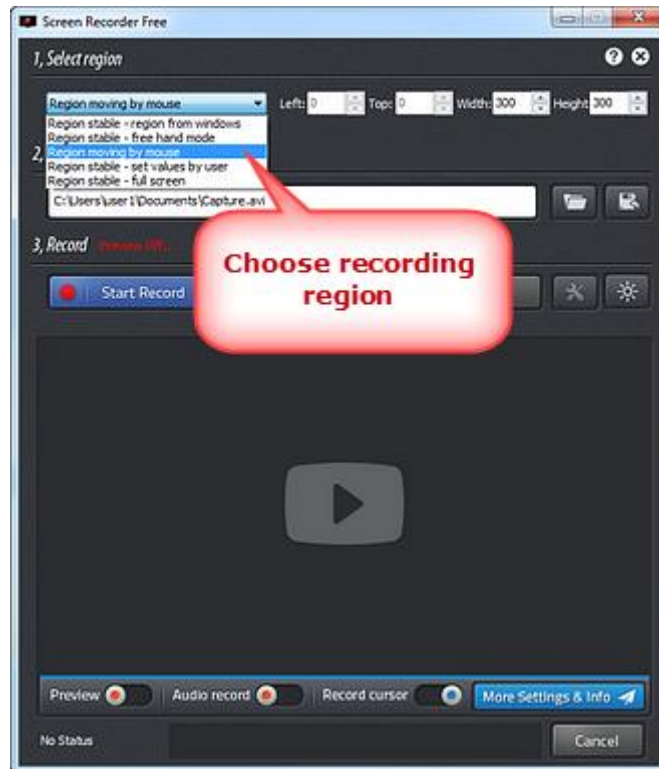 Screen Recorder Free
1, Select region
Region moving by mouse
Left: 0 Top: 0 Width: 300 Height 300
Region stable - region from windows
Region stable - free hand mode
Region moving by mouse
Region stable - set values by user
Region stable - full screen
2,
C:\Users\user1\Documents\Capture.avi
3, Record Preview Off...
Choose recording
region
Start Record
Preview Audio record Record cursor More Settings & Info
No Status Cancel